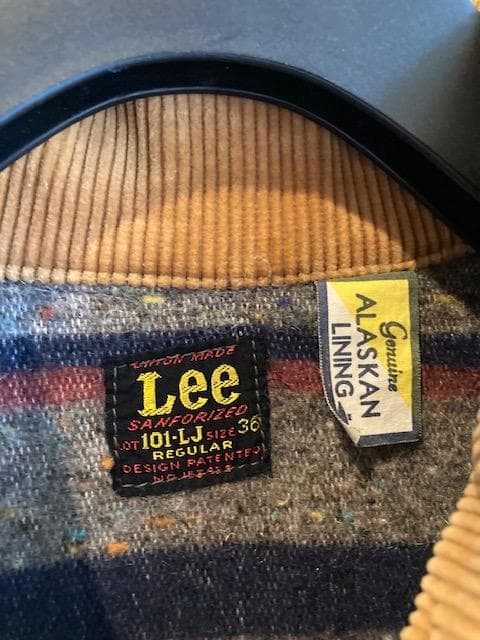 UNION MADE
Lee
SANFORIZED
LOT 101-LJ SIZE 36
REGULAR
DESIGN PATENTED
Genuine
ALASKAN
LINING